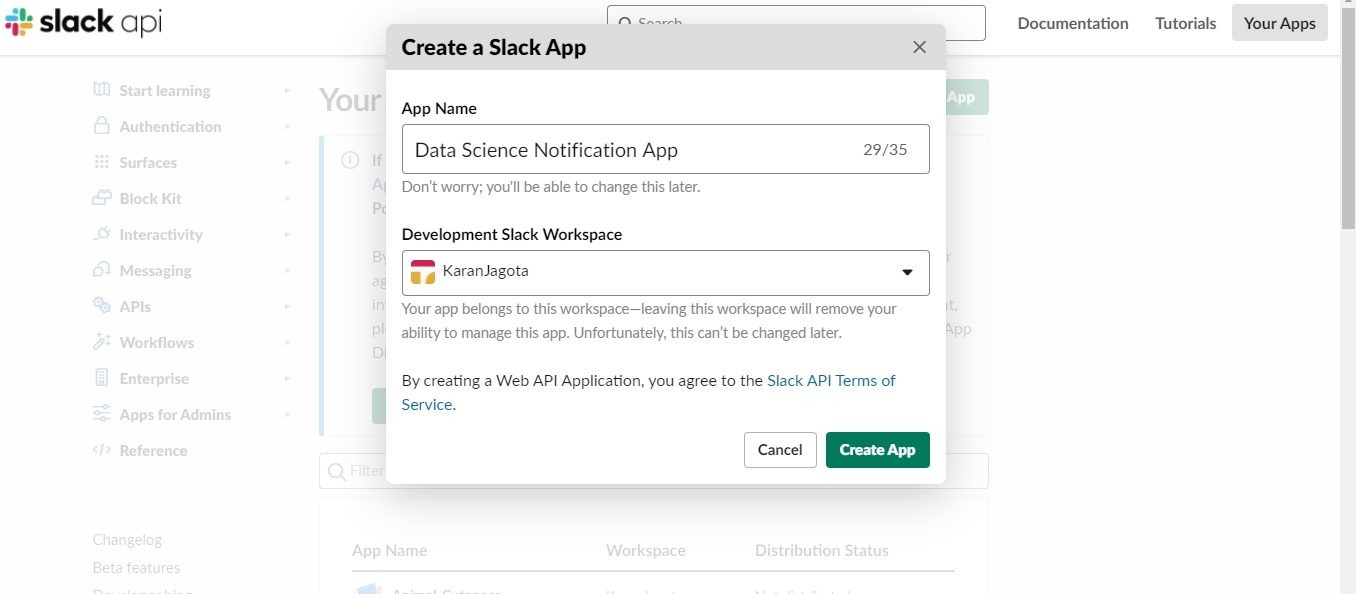 slack api
Search
Documentation
Tutorials
Your Apps
Create a Slack App
App Name
Data Science Notification App 29/35
Don't worry; you'll be able to change this later.
Development Slack Workspace
KaranJagota
Your app belongs to this workspace—leaving this workspace will remove your
ability to manage this app. Unfortunately, this can't be changed later.
By creating a Web API Application, you agree to the Slack API Terms of
Service.
Cancel
Create App
Start learning
Authentication
Surfaces
Block Kit
Interactivity
Messaging
APIs
Workflows
Enterprise
Apps for Admins
Reference
Changelog
Beta features
Your
App
If
By
App
Filter
App Name Workspace Distribution Status